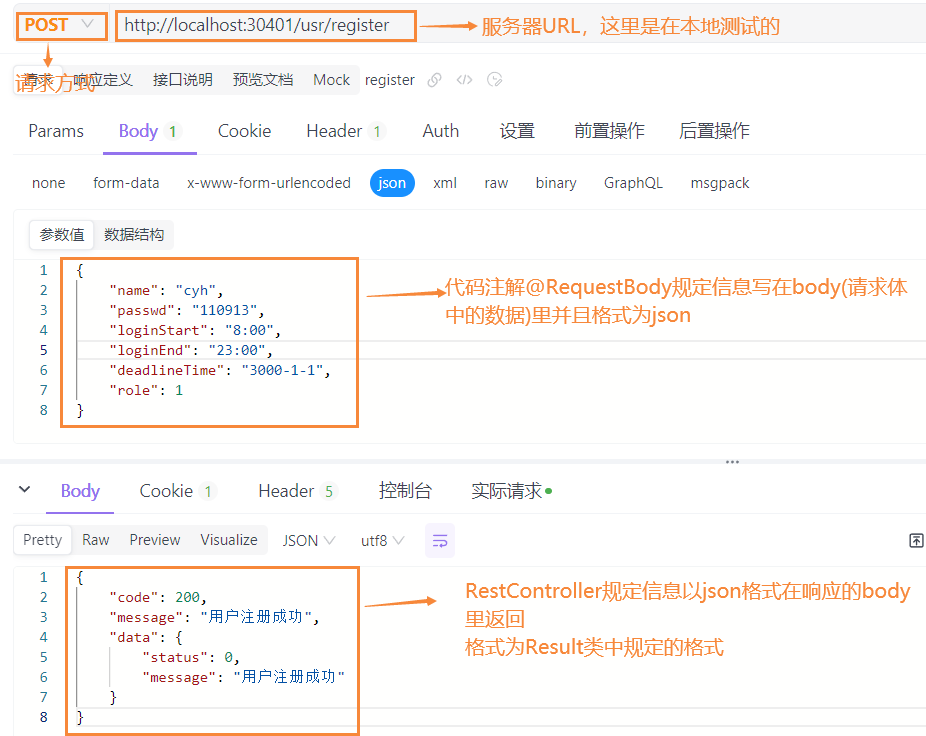 POST http://localhost:30401/usr/register 服务器URL，这里是在本地测试的
请求 响应定义 接口说明 预览文档 Mock register
请求方式
Params Body 1 Cookie Header 1 Auth 设置 前置操作 后置操作
none form-data x-www-form-urlencoded json xml raw binary GraphQL msgpack
参数值 数据结构
1 {
2 "name": "cyh",
3 "passwd": "110913",
4 "loginStart": "8:00",
5 "loginEnd": "23:00",
6 "deadlineTime": "3000-1-1",
7 "role": 1
8 }
代码注解@RequestBody规定信息写在body(请求体
中的数据)里并且格式为json
Body Cookie 1 Header 5 控制台 实际请求
Pretty Raw Preview Visualize JSON utf8
1 {
2 "code": 200,
3 "message": "用户注册成功",
4 "data": {
5 "status": 0,
6 "message": "用户注册成功"
7 }
8 }
RestController规定信息以json格式在响应的body
里返回
格式为Result类中规定的格式